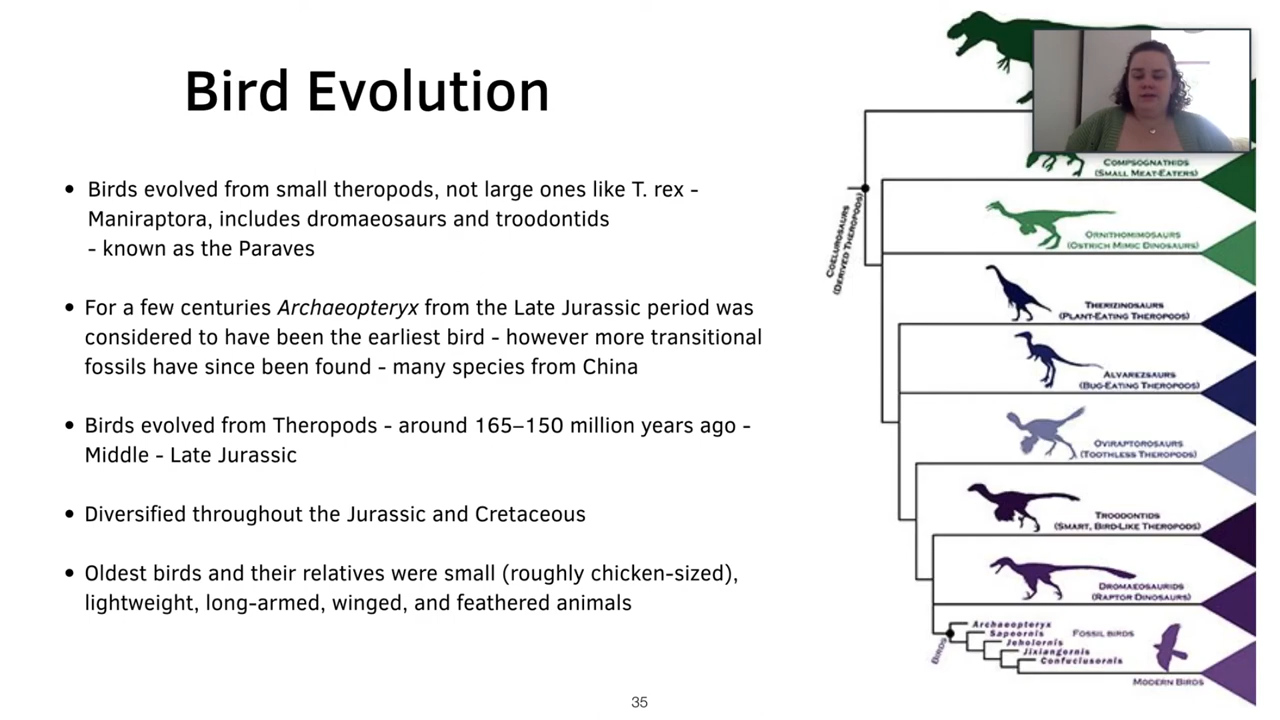 Bird Evolution
• Birds evolved from small theropods, not large ones like T. rex -
Maniraptora, includes dromaeosaurs and troodontids
- known as the Paraves
• For a few centuries Archaeopteryx from the Late Jurassic period was
considered to have been the earliest bird - however more transitional
fossils have since been found - many species from China
• Birds evolved from Theropods - around 165–150 million years ago -
Middle - Late Jurassic
• Diversified throughout the Jurassic and Cretaceous
• Oldest birds and their relatives were small (roughly chicken-sized),
lightweight, long-armed, winged, and feathered animals
Coelurosaurs
(Derived Theropods)
Compsognathids
(Small Meat-Eaters)
Ornithomimosaurs
(Ostrich Mimic Dinosaurs)
Therizinosaurs
(Plant-Eating Theropods)
Alvarezsaurs
(Bug-Eating Theropods)
Oviraptorosaurs
(Toothless Theropods)
Troodontids
(Smart, Bird-Like Theropods)
Dromaeosaurids
(Raptor Dinosaurs)
Birds
Archaeopteryx
Sapeornis
Jeholornis
Jixiangornis
Confuciusornis
Fossil birds
Modern Birds
35